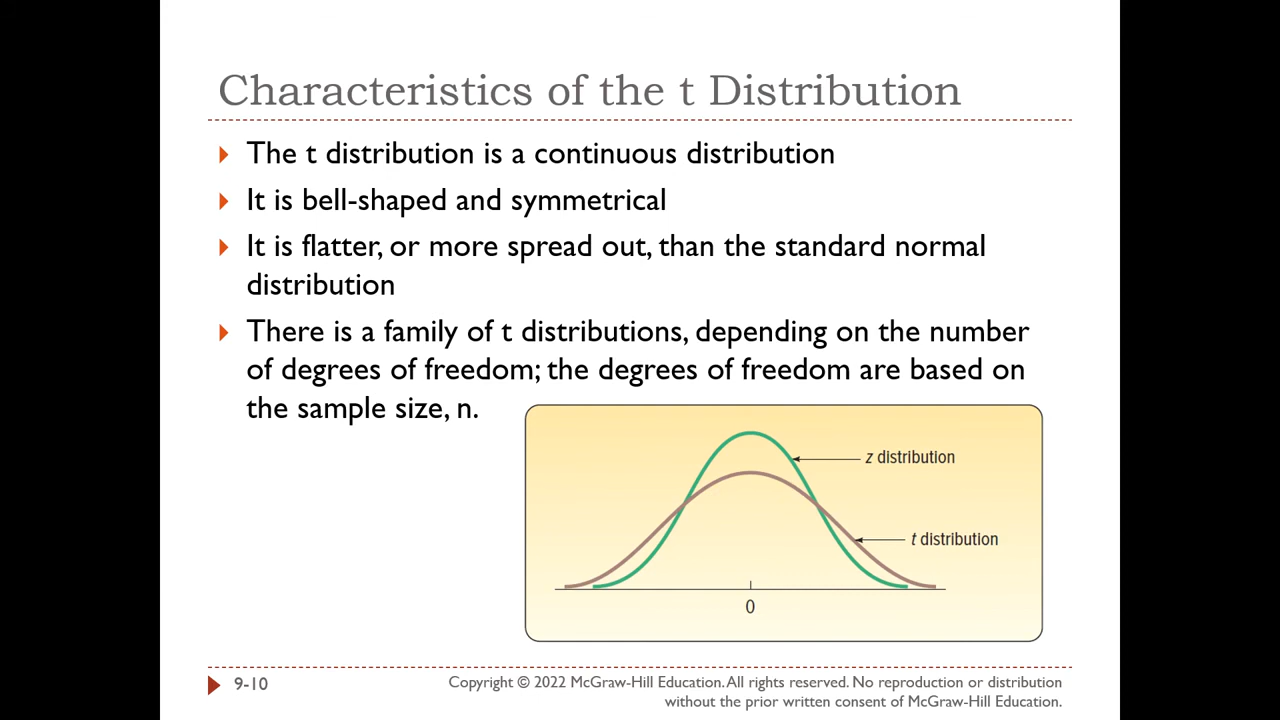 Characteristics of the t Distribution
The t distribution is a continuous distribution
It is bell-shaped and symmetrical
It is flatter, or more spread out, than the standard normal
distribution
There is a family of t distributions, depending on the number
of degrees of freedom; the degrees of freedom are based on
the sample size, n.
z distribution
t distribution
0
9-10
Copyright © 2022 McGraw-Hill Education. All rights reserved. No reproduction or distribution
without the prior written consent of McGraw-Hill Education.